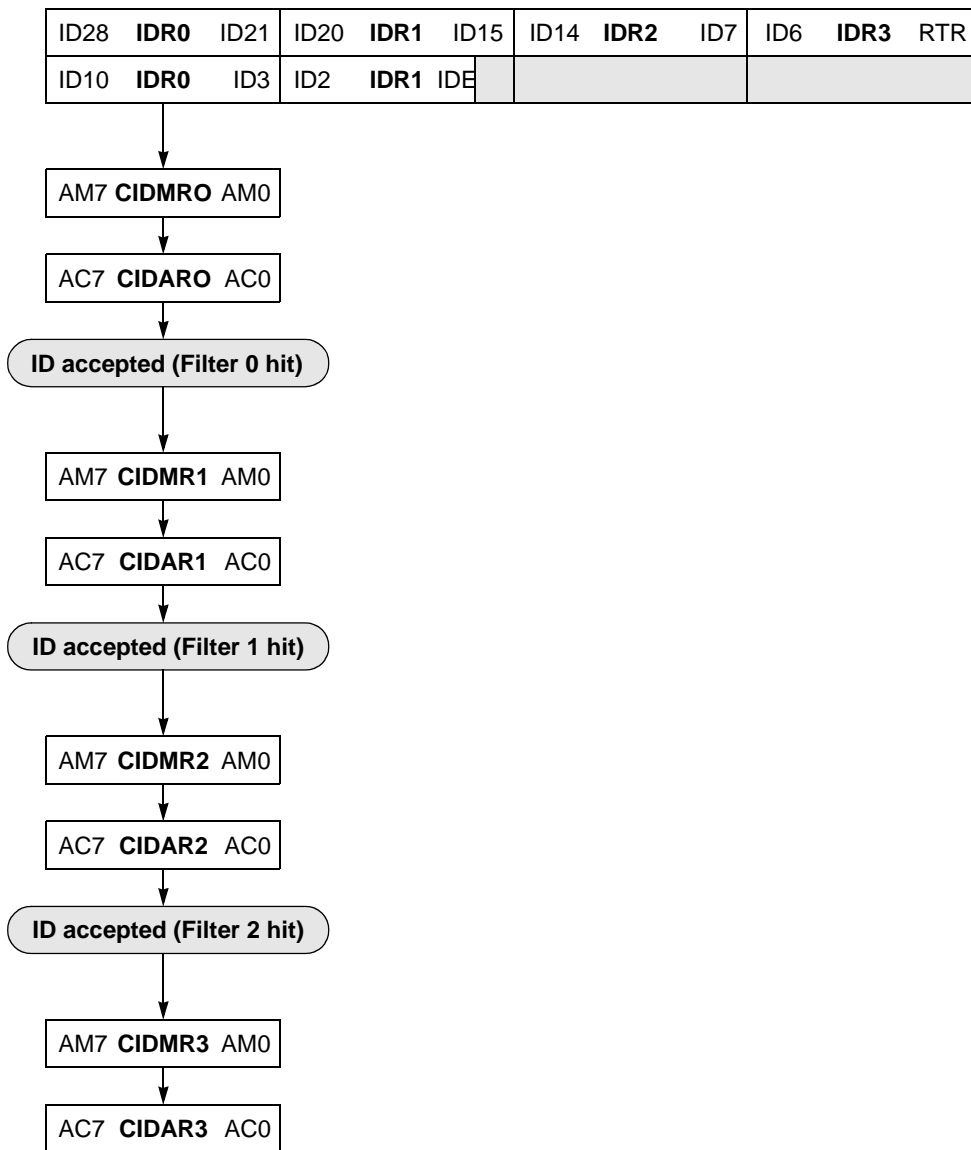 ID28 IDR0 ID21 ID20 IDR1 ID15 ID14 IDR2 ID7 ID6 IDR3 RTR
ID10 IDR0 ID3 ID2 IDR1 IDE
AM7 CIDMRO AM0
AC7 CIDARO AC0
ID accepted (Filter 0 hit)
AM7 CIDMR1 AM0
AC7 CIDAR1 AC0
ID accepted (Filter 1 hit)
AM7 CIDMR2 AM0
AC7 CIDAR2 AC0
ID accepted (Filter 2 hit)
AM7 CIDMR3 AM0
AC7 CIDAR3 AC0